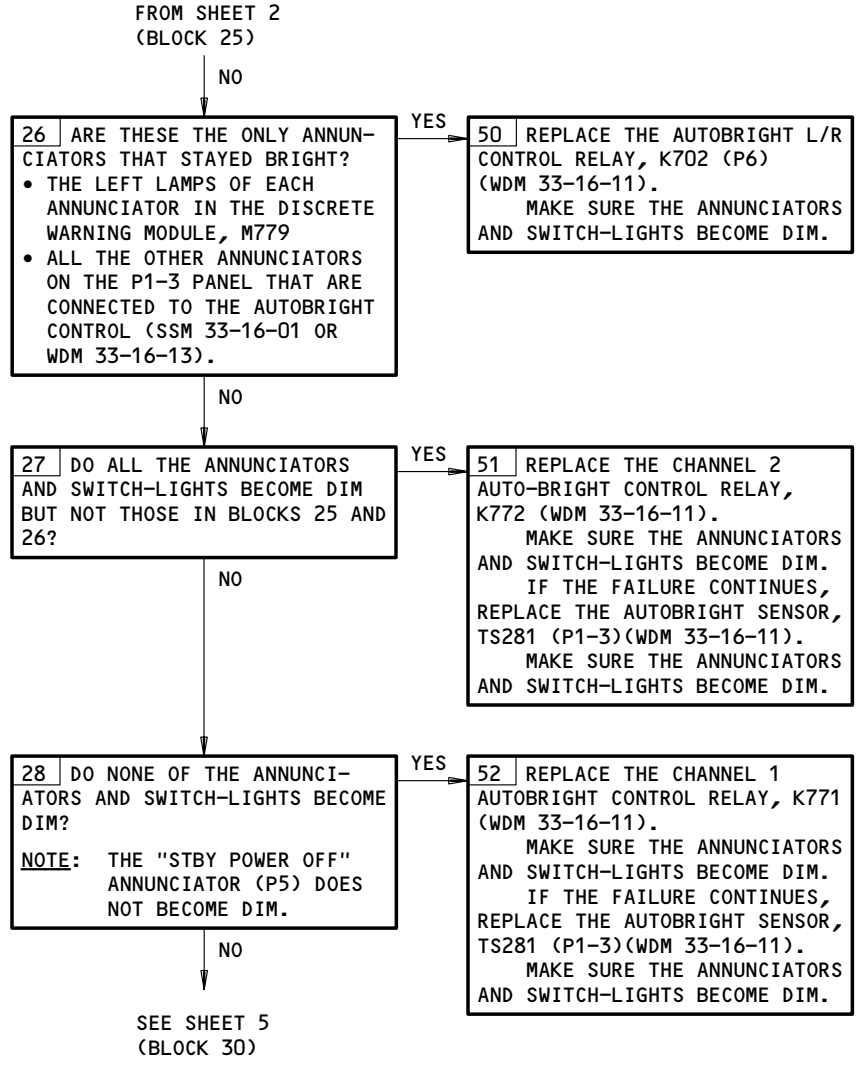 FROM SHEET 2
(BLOCK 25)
NO
26 ARE THESE THE ONLY ANNUN-
CIATORS THAT STAYED BRIGHT?
• THE LEFT LAMPS OF EACH
ANNUNCIATOR IN THE DISCRETE
WARNING MODULE, M779
• ALL THE OTHER ANNUNCIATORS
ON THE P1-3 PANEL THAT ARE
CONNECTED TO THE AUTOBRIGHT
CONTROL (SSM 33-16-01 OR
WDM 33-16-13).
YES
50 REPLACE THE AUTOBRIGHT L/R
CONTROL RELAY, K702 (P6)
(WDM 33-16-11).
MAKE SURE THE ANNUNCIATORS
AND SWITCH-LIGHTS BECOME DIM.
NO
27 DO ALL THE ANNUNCIATORS
AND SWITCH-LIGHTS BECOME DIM
BUT NOT THOSE IN BLOCKS 25 AND
26?
YES
51 REPLACE THE CHANNEL 2
AUTO-BRIGHT CONTROL RELAY,
K772 (WDM 33-16-11).
MAKE SURE THE ANNUNCIATORS
AND SWITCH-LIGHTS BECOME DIM.
IF THE FAILURE CONTINUES,
REPLACE THE AUTOBRIGHT SENSOR,
TS281 (P1-3)(WDM 33-16-11).
MAKE SURE THE ANNUNCIATORS
AND SWITCH-LIGHTS BECOME DIM.
NO
28 DO NONE OF THE ANNUNCI-
ATORS AND SWITCH-LIGHTS BECOME
DIM?
NOTE: THE "STBY POWER OFF"
ANNUNCIATOR (P5) DOES
NOT BECOME DIM.
YES
52 REPLACE THE CHANNEL 1
AUTOBRIGHT CONTROL RELAY, K771
(WDM 33-16-11).
MAKE SURE THE ANNUNCIATORS
AND SWITCH-LIGHTS BECOME DIM.
IF THE FAILURE CONTINUES,
REPLACE THE AUTOBRIGHT SENSOR,
TS281 (P1-3)(WDM 33-16-11).
MAKE SURE THE ANNUNCIATORS
AND SWITCH-LIGHTS BECOME DIM.
NO
SEE SHEET 5
(BLOCK 30)